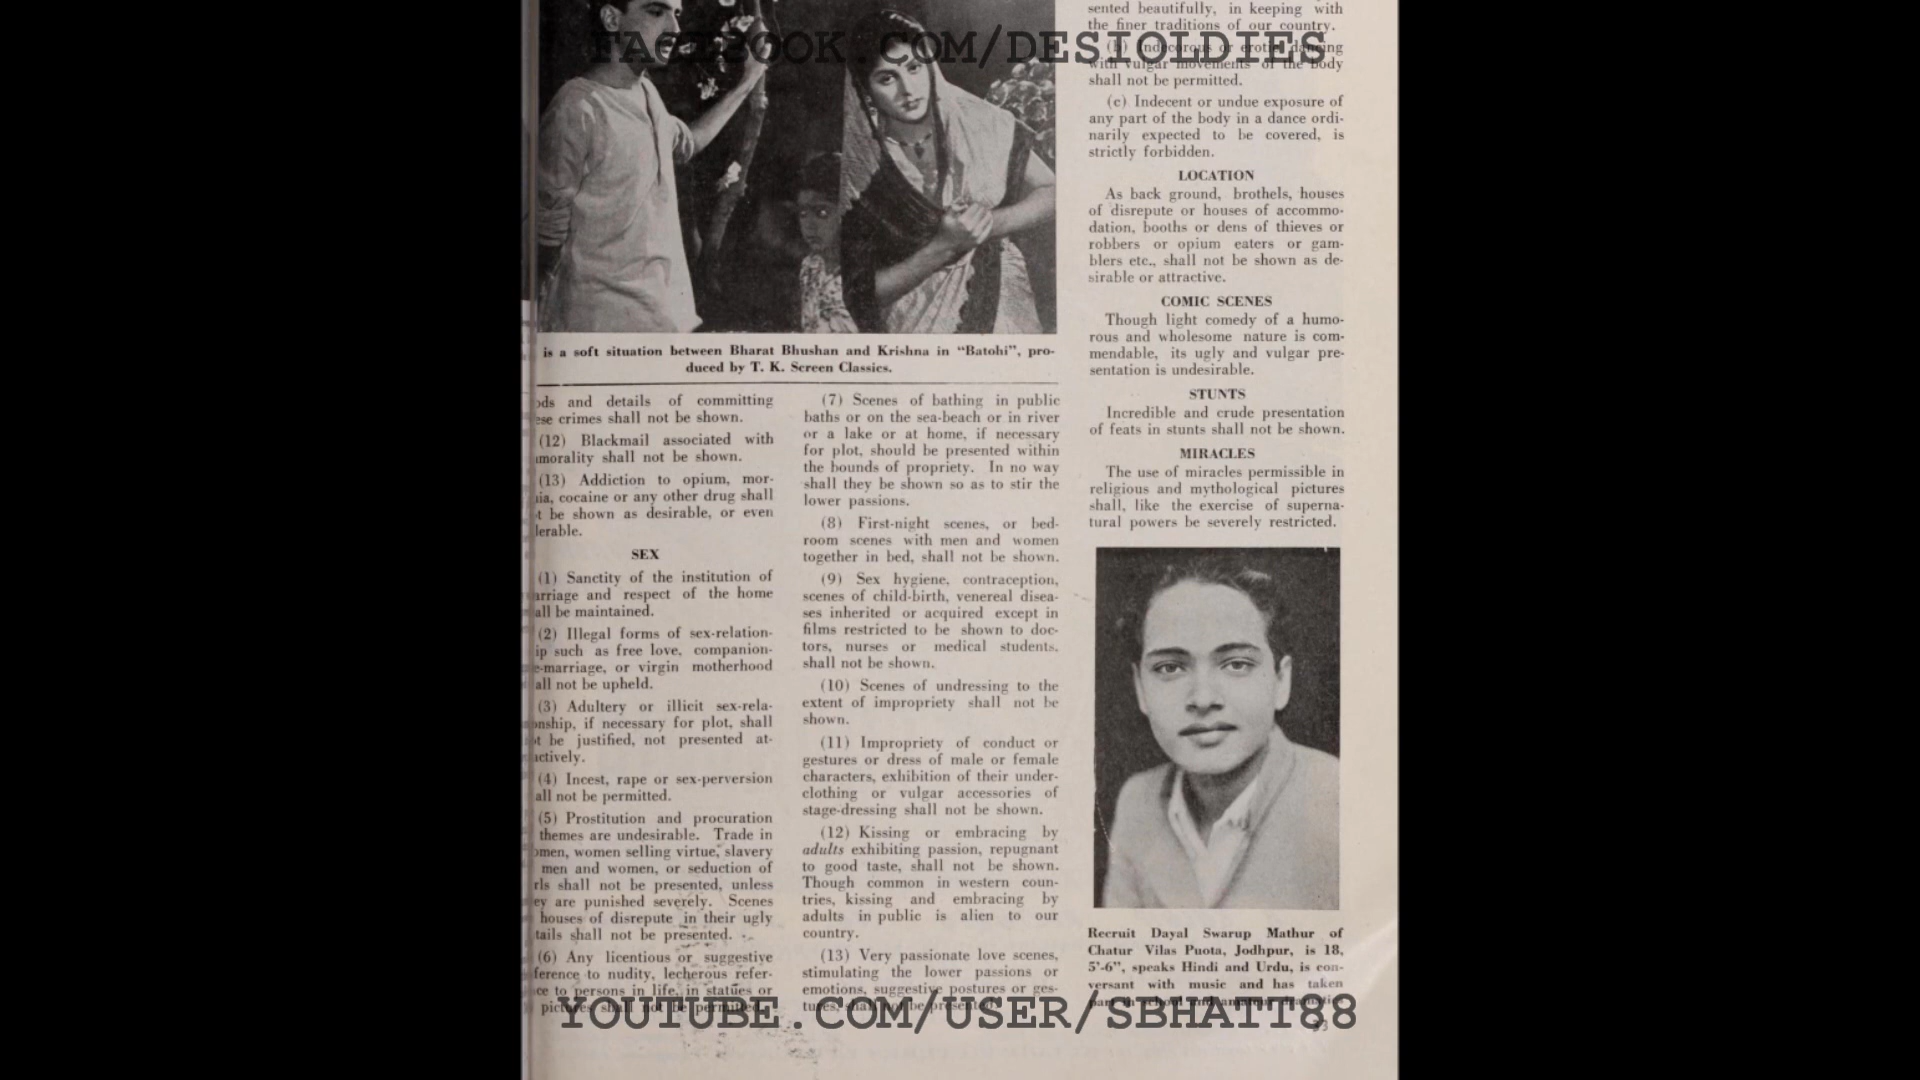 FACEBOOK.COM/DESIOLDIES
is a soft situation between Bharat Bhushan and Krishna in “Batohi”, pro-
duced by T. K. Screen Classics.
and details of committing
crimes shall not be shown.
(12) Blackmail associated with
shall not be shown.
(13) Addiction to opium, mor-
cocaine or any other drug shall
be shown as desirable, or even
SEX
(1) Sanctity of the institution of
and respect of the home
be maintained.
(2) Illegal forms of sex-relation-
such as free love, companion-
or virgin motherhood
not be upheld.
(3) Adultery or illicit sex-rela-
if necessary for plot, shall
be justified, not presented at-
(4) Incest, rape or sex-perversion
not be permitted.
(5) Prostitution and procuration
themes are undesirable. Trade in
women selling virtue, slavery
men and women, or seduction of
shall not be presented, unless
are punished severely. Scenes
houses of disrepute in their ugly
shall not be presented.
(6) Any licentious or suggestive
to nudity, lecherous refer-
to persons in life, in statues or
shall not be permitted.
(7) Scenes of bathing in public
baths or on the sea-beach or in river
or a lake or at home, if necessary
for plot, should be presented within
the bounds of propriety. In no way
shall they be shown so as to stir the
lower passions.
(8) First-night scenes, or bed-
room scenes with men and women
together in bed, shall not be shown.
(9) Sex hygiene, contraception,
scenes of child-birth, venereal disea-
ses inherited or acquired except in
films restricted to be shown to doc-
tors, nurses or medical students,
shall not be shown.
(10) Scenes of undressing to the
extent of impropriety shall not be
shown.
(11) Impropriety of conduct or
gestures or dress of male or female
characters, exhibition of their under-
clothing or vulgar accessories of
stage-dressing shall not be shown.
(12) Kissing or embracing by
adults exhibiting passion, repugnant
to good taste, shall not be shown.
Though common in western coun-
tries, kissing and embracing by
adults in public is alien to our
country.
(13) Very passionate love scenes,
stimulating the lower passions or
emotions, suggestive postures or ges-
tures, shall not be presented.
sented beautifully, in keeping with
the finer traditions of our country.
(b) Indecorous or erotic dancing
with vulgar movements of the body
shall not be permitted.
(c) Indecent or undue exposure of
any part of the body in a dance ordi-
narily expected to be covered, is
strictly forbidden.
LOCATION
As back ground, brothels, houses
of disrepute or houses of accommo-
dation, booths or dens of thieves or
robbers or opium eaters or gam-
blers etc., shall not be shown as de-
sirable or attractive.
COMIC SCENES
Though light comedy of a humo-
rous and wholesome nature is com-
mendable, its ugly and vulgar pre-
sentation is undesirable.
STUNTS
Incredible and crude presentation
of feats in stunts shall not be shown.
MIRACLES
The use of miracles permissible in
religious and mythological pictures
shall, like the exercise of superna-
tural powers be severely restricted.
Recruit Dayal Swarup Mathur of
Chatur Vilas Puota, Jodhpur, is 18,
5'-6", speaks Hindi and Urdu, is con-
versant with music and has taken
part in school and amateur
YOUTUBE.COM/USER/SBHATT88